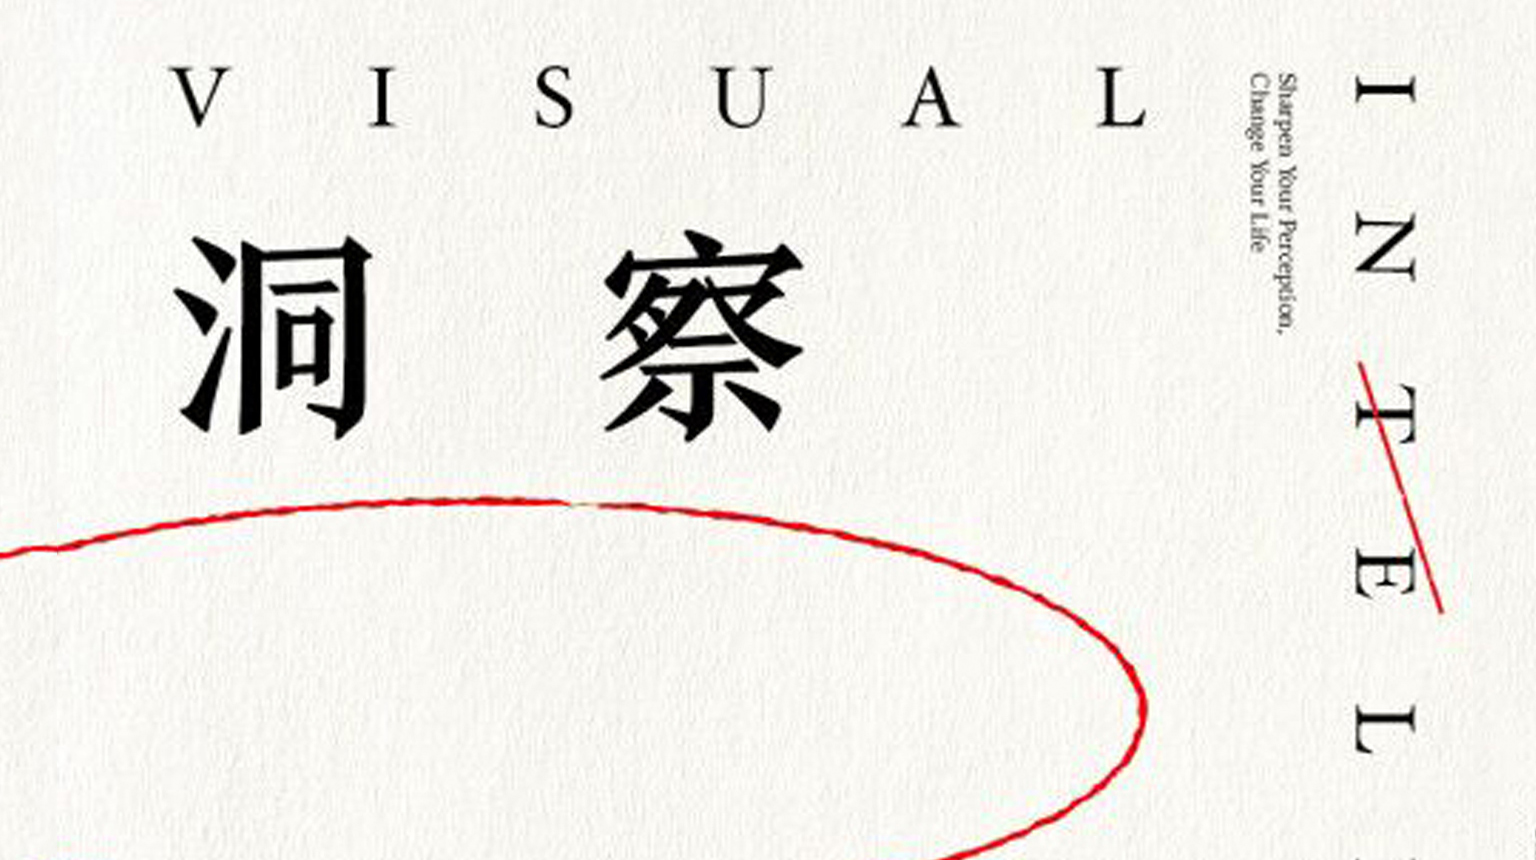 VISUAL
INTEL
Sharpen Your Perception,
Change Your Life
洞察